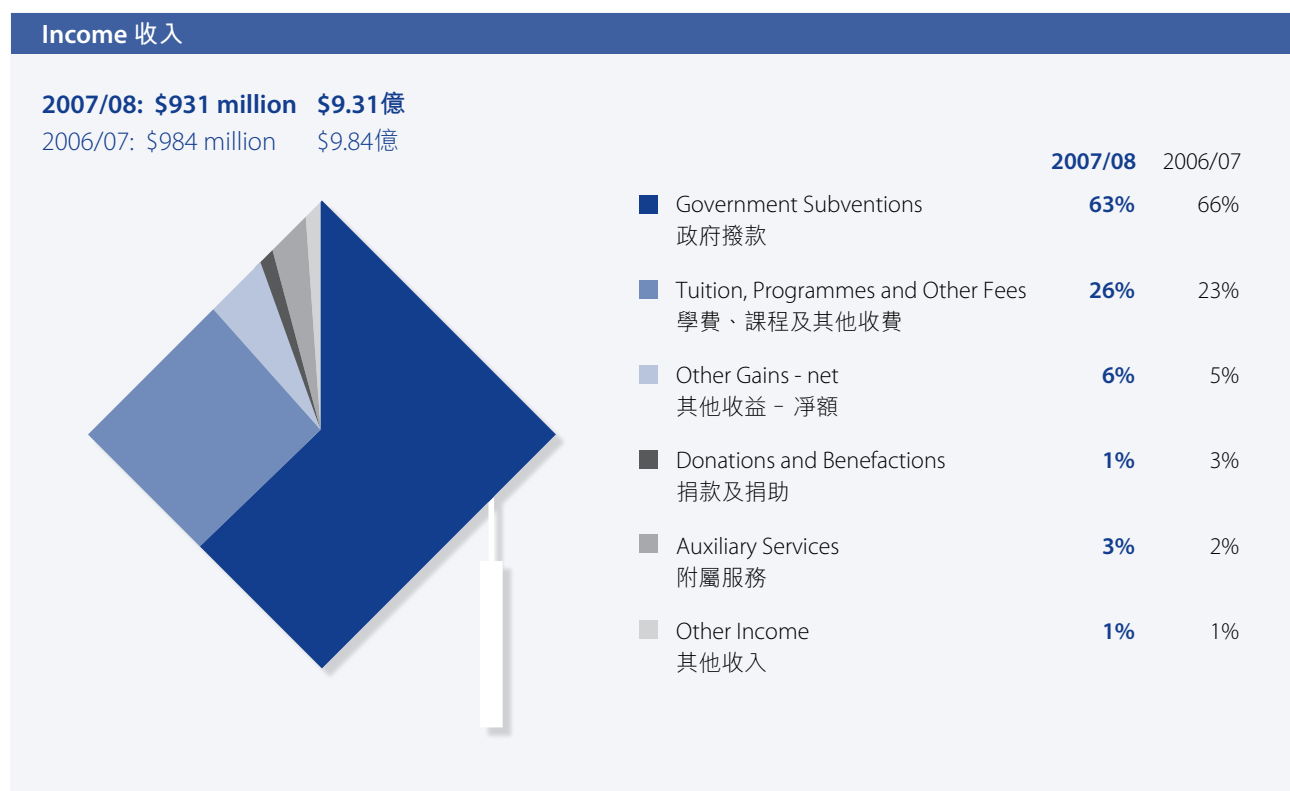 Income 收入
2007/08: $931 million $9.31億
2006/07: $984 million $9.84億
2007/08 2006/07
Government Subventions 63% 66%
政府撥款
Tuition, Programmes and Other Fees 26% 23%
學費、課程及其他收費
Other Gains - net 6% 5%
其他收益 – 淨額
Donations and Benefactions 1% 3%
捐款及捐助
Auxiliary Services 3% 2%
附屬服務
Other Income 1% 1%
其他收入